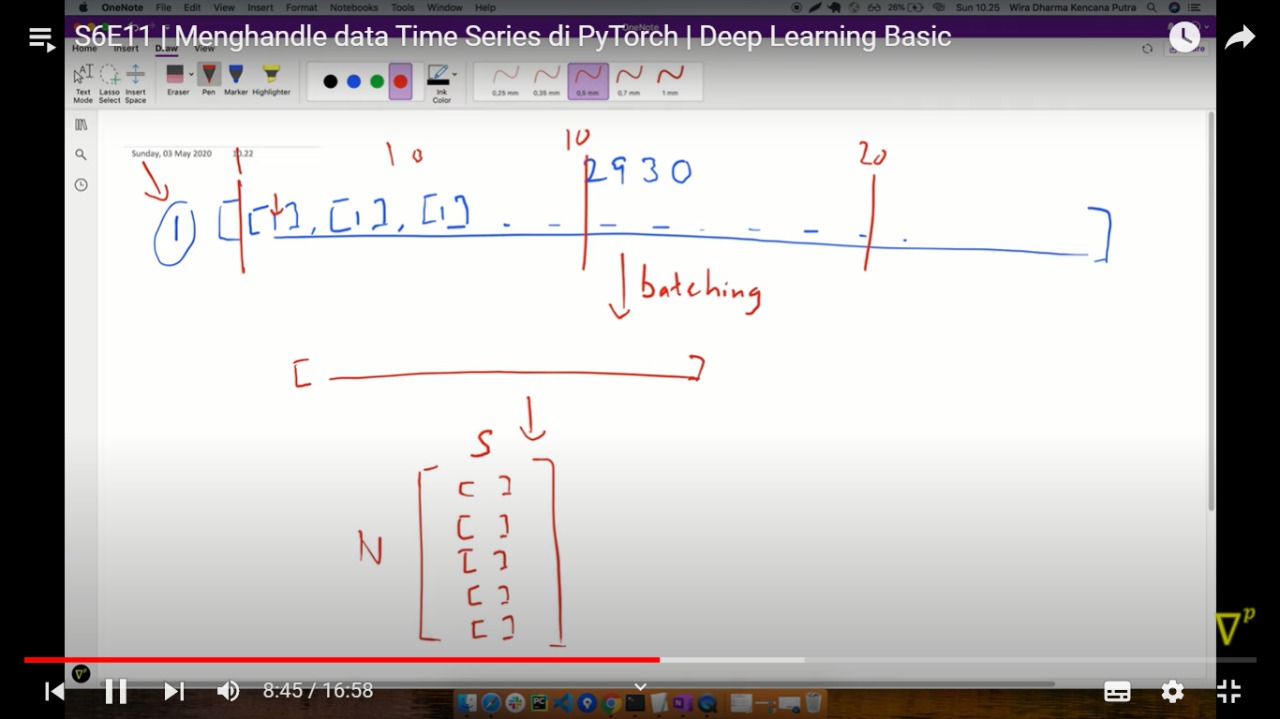 OneNote File Edit View Insert Format Notebooks Tools Window Help 26% Sun 10.25 Wira Dharma Kencana Putra
OneNote
S6E11 | Menghandle data Time Series di PyTorch | Deep Learning Basic
Home Insert Draw View
Text Mode Lasso Select Insert Space Eraser Pen Marker Highlighter Ink Color 0,25 mm 0,35 mm 0,5 mm 0,7 mm 1 mm
Sunday, 03 May 2020 10.22
10 10 20
2930
1 [ [1], [1], [1] - - - - - - - - ]
batching
[ ]
S
[ ]
[ ]
N [ ]
[ ]
[ ]
∇p
8:45 / 16:58